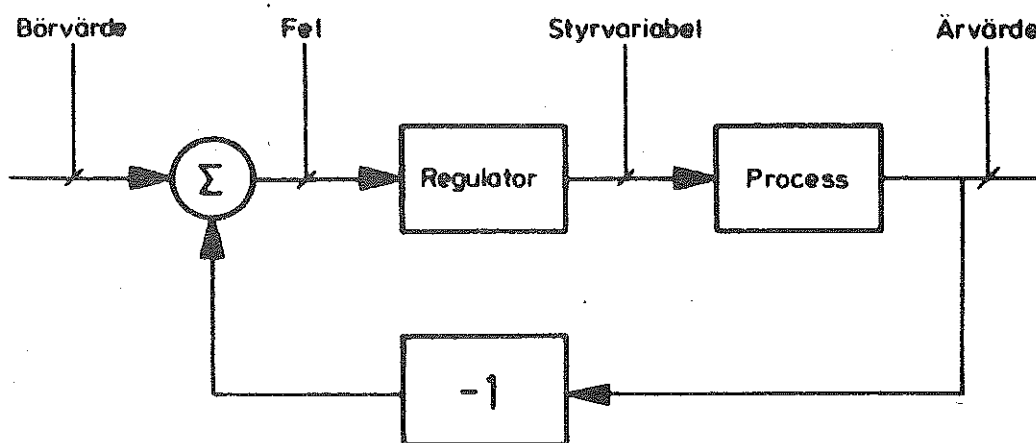 Börvärde
Fel
Styrvariabel
Ärvärde
Σ
Regulator
Process
-1